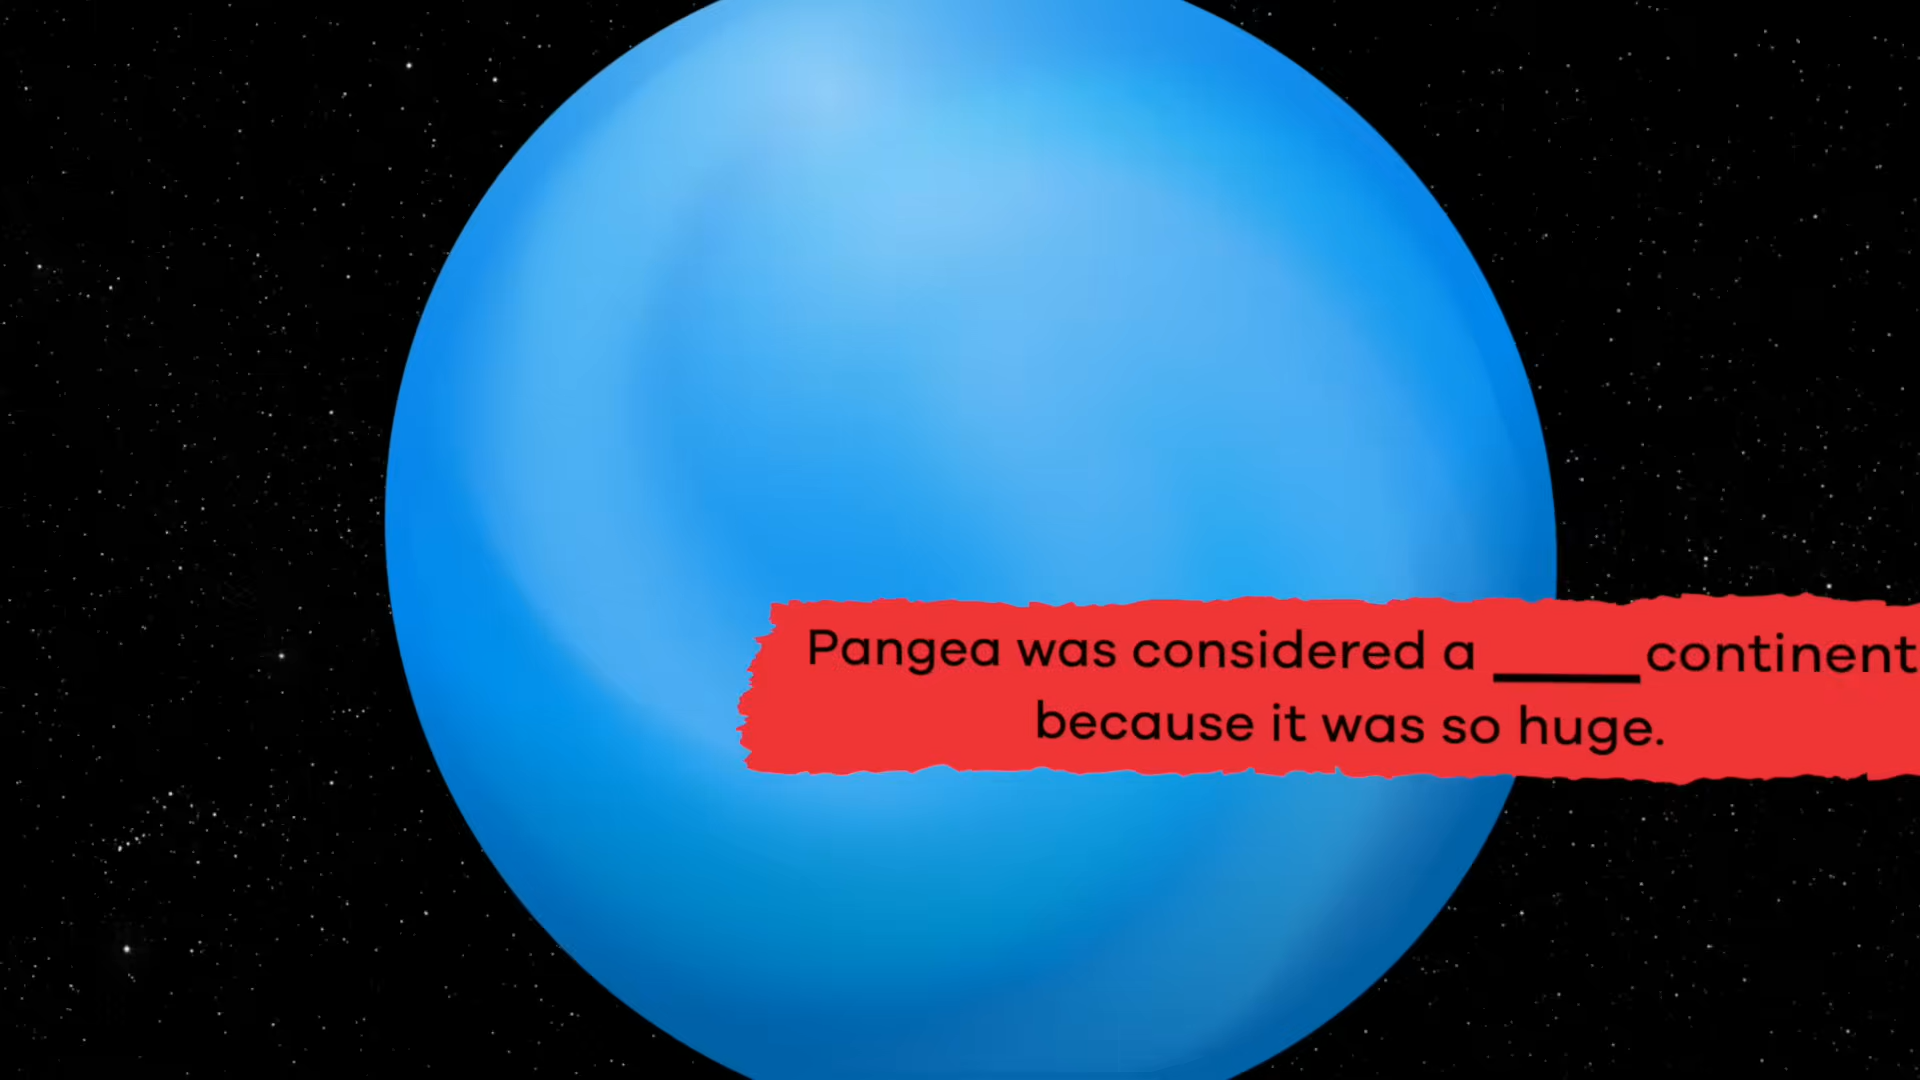 Pangea was considered a _____ continent
because it was so huge.